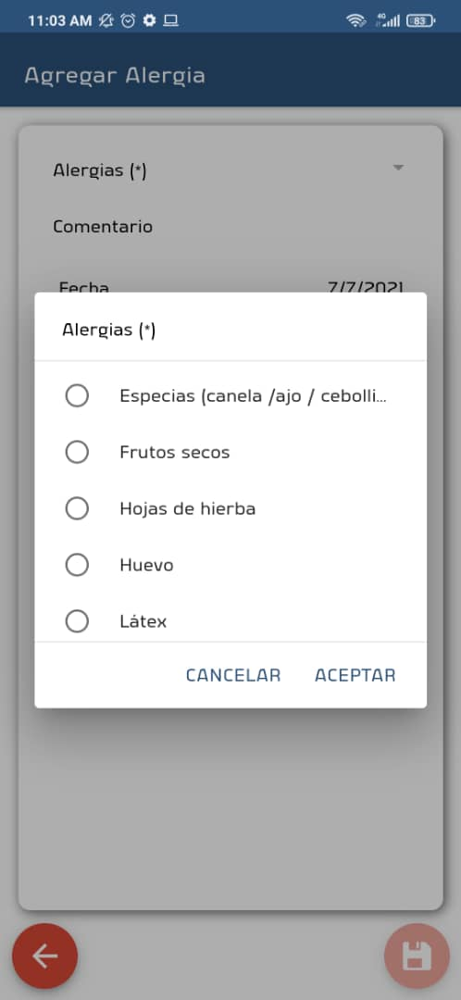 11:03 AM
4G
83
Agregar Alergia
Alergias (*)
Comentario
Fecha 7/7/2021
Alergias (*)
Especias (canela /ajo / cebolli...
Frutos secos
Hojas de hierba
Huevo
Látex
CANCELAR ACEPTAR